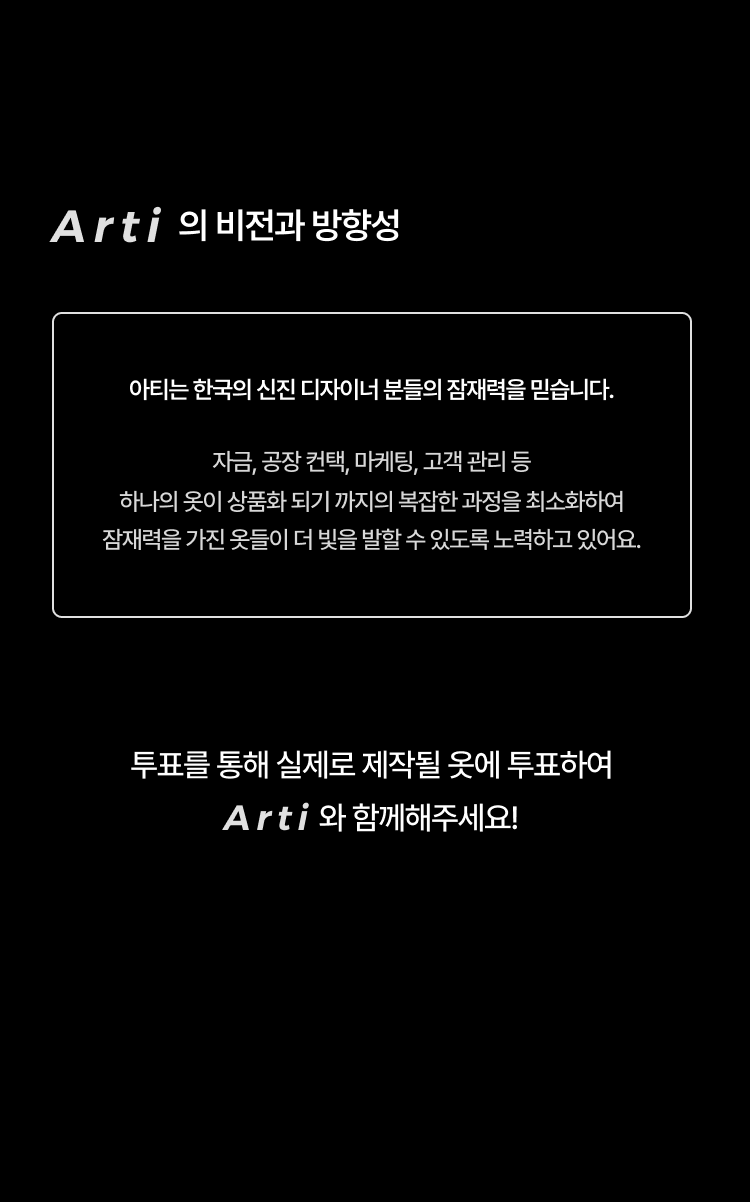 Arti 의 비전과 방향성
아티는 한국의 신진 디자이너 분들의 잠재력을 믿습니다.
자금, 공장 컨택, 마케팅, 고객 관리 등
하나의 옷이 상품화 되기 까지의 복잡한 과정을 최소화하여
잠재력을 가진 옷들이 더 빛을 발할 수 있도록 노력하고 있어요.
투표를 통해 실제로 제작될 옷에 투표하여
Arti 와 함께해주세요!